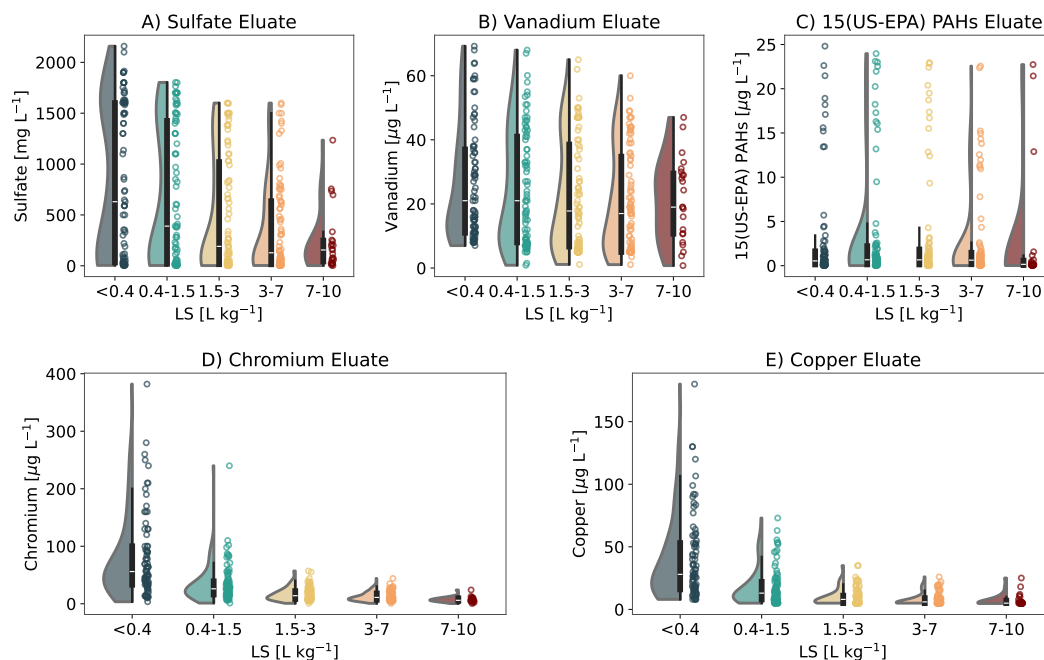 A) Sulfate Eluate
Sulfate [mg L⁻¹]
2000
1500
1000
500
0
<0.4 0.4-1.5 1.5-3 3-7 7-10
LS [L kg⁻¹]
B) Vanadium Eluate
Vanadium [µg L⁻¹]
60
40
20
0
<0.4 0.4-1.5 1.5-3 3-7 7-10
LS [L kg⁻¹]
C) 15(US-EPA) PAHs Eluate
15(US-EPA) PAHs [µg L⁻¹]
25
20
15
10
5
0
<0.4 0.4-1.5 1.5-3 3-7 7-10
LS [L kg⁻¹]
D) Chromium Eluate
Chromium [µg L⁻¹]
400
300
200
100
0
<0.4 0.4-1.5 1.5-3 3-7 7-10
LS [L kg⁻¹]
E) Copper Eluate
Copper [µg L⁻¹]
150
100
50
0
<0.4 0.4-1.5 1.5-3 3-7 7-10
LS [L kg⁻¹]